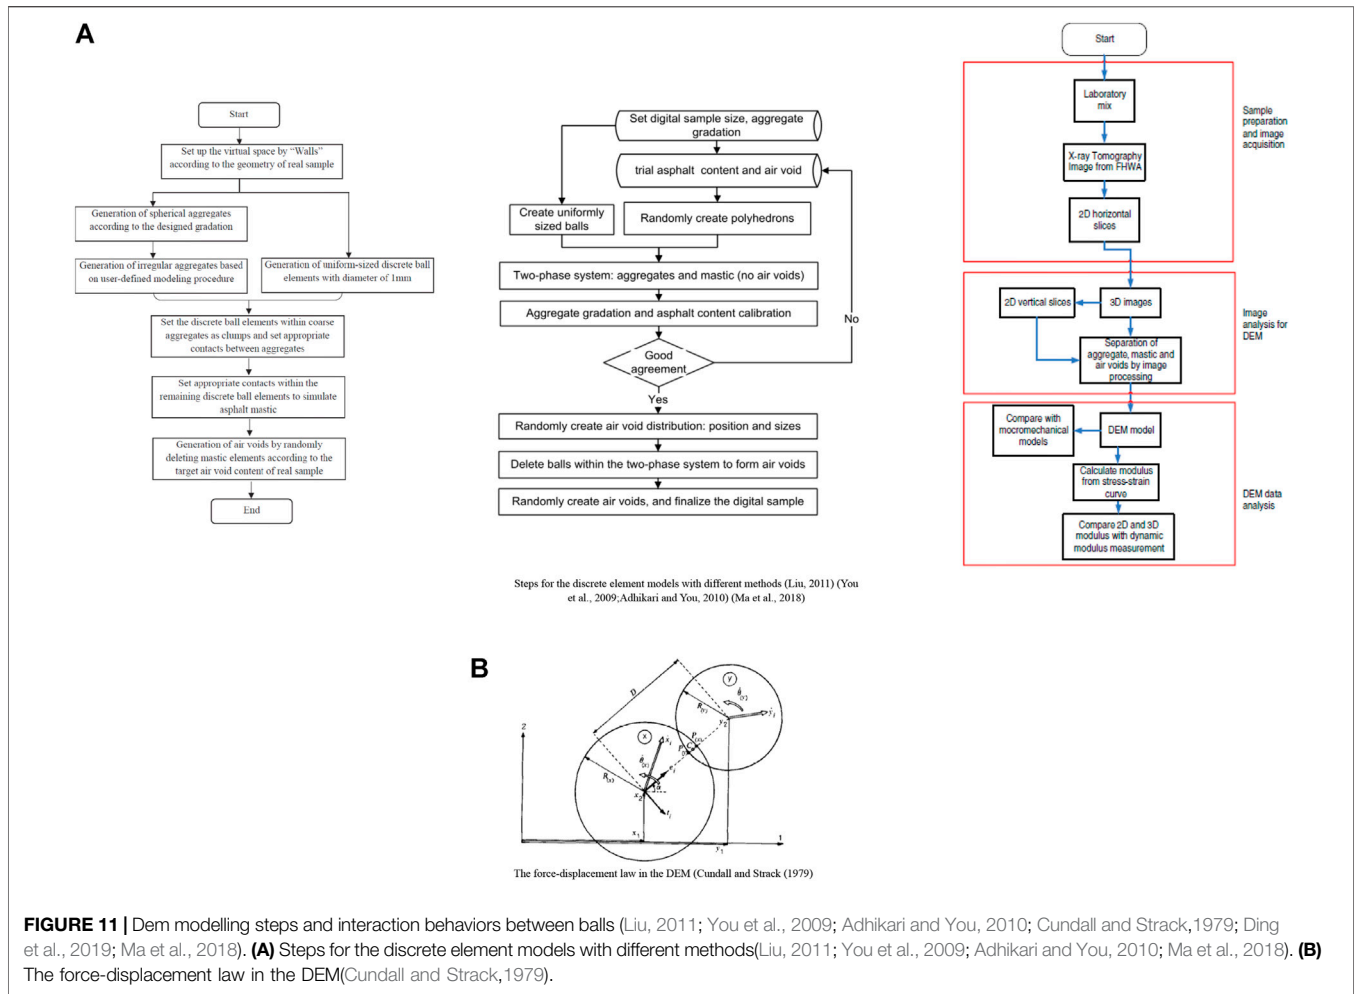 A
Start
Set up the virtual space by “Walls”
according to the geometry of real sample
Generation of spherical aggregates
according to the designed gradation
Generation of irregular aggregates based
on user-defined modeling procedure
Generation of uniform-sized discrete ball
elements with diameter of 1mm
Set the discrete ball elements within coarse
aggregates as clumps and set appropriate
contacts between aggregates
Set appropriate contacts within the
remaining discrete ball elements to simulate
asphalt mastic
Generation of air voids by randomly
deleting mastic elements according to the
target air void content of real sample
End
Set digital sample size, aggregate
gradation
trial asphalt content and air void
Create uniformly
sized balls
Randomly create polyhedrons
Two-phase system: aggregates and mastic (no air voids)
Aggregate gradation and asphalt content calibration
No
Good
agreement
Yes
Randomly create air void distribution: position and sizes
Delete balls within the two-phase system to form air voids
Randomly create air voids, and finalize the digital sample
Start
Laboratory
mix
X-ray Tomography
Image from FHWA
2D horizontal
slices
Sample
preparation
and image
acquisition
2D vertical slices
3D images
Separation of
aggregate, mastic and
air voids by image
processing
Image
analysis for
DEM
Compare with
mocromechanical
models
DEM model
Calculate modulus
from stress-strain
curve
Compare 2D and 3D
modulus with dynamic
modulus measurement
DEM data
analysis
Steps for the discrete element models with different methods (Liu, 2011) (You
et al., 2009;Adhikari and You, 2010) (Ma et al., 2018)
B
2
D
y
R(y)
θ̇(y)
ẏi
y2
x
ẋi
P(x)
P(y)
C
R(x)
θ̇(x)
ei
α
x2
ti
x1
y1
1
The force-displacement law in the DEM (Cundall and Strack (1979)
FIGURE 11 | Dem modelling steps and interaction behaviors between balls (Liu, 2011; You et al., 2009; Adhikari and You, 2010; Cundall and Strack,1979; Ding
et al., 2019; Ma et al., 2018). (A) Steps for the discrete element models with different methods(Liu, 2011; You et al., 2009; Adhikari and You, 2010; Ma et al., 2018). (B)
The force-displacement law in the DEM(Cundall and Strack,1979).